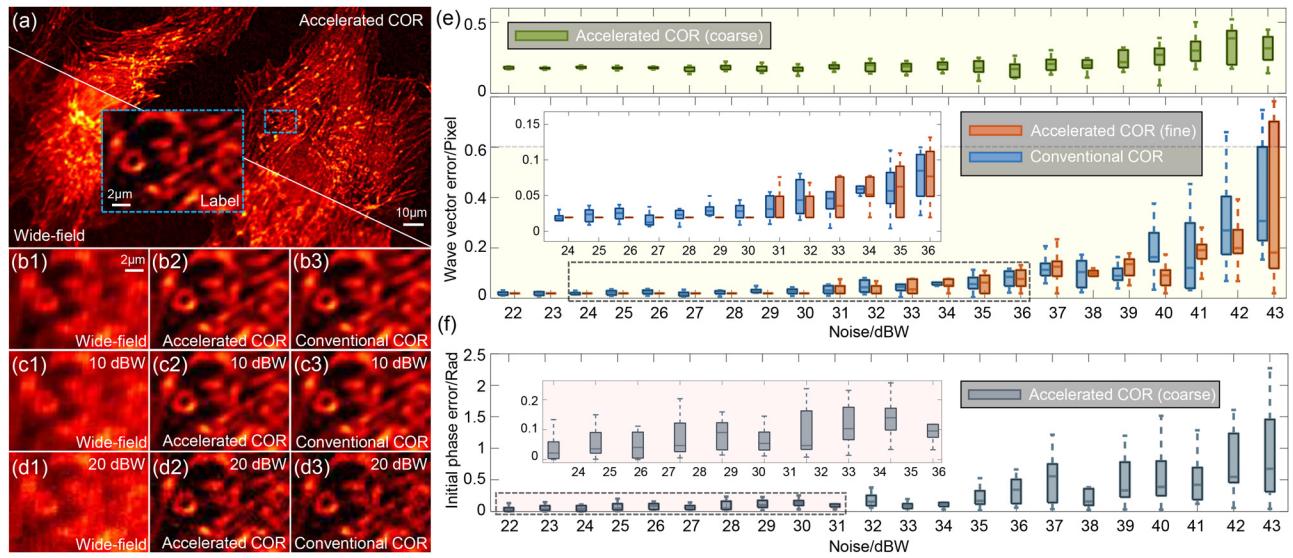 (a)
Accelerated COR
2μm
Label
10μm
Wide-field
(b1)
2μm
Wide-field
(b2)
Accelerated COR
(b3)
Conventional COR
(c1)
10 dBW
Wide-field
(c2)
10 dBW
Accelerated COR
(c3)
10 dBW
Conventional COR
(d1)
20 dBW
Wide-field
(d2)
20 dBW
Accelerated COR
(d3)
20 dBW
Conventional COR
(e)
0.5
0
Accelerated COR (coarse)
Wave vector error/Pixel
0.6
0.4
0.2
0
0.15
0.1
0.05
0
24 25 26 27 28 29 30 31 32 33 34 35 36
Accelerated COR (fine)
Conventional COR
22 23 24 25 26 27 28 29 30 31 32 33 34 35 36 37 38 39 40 41 42 43
Noise/dBW
(f)
Initial phase error/Rad
2.5
2
1.5
1
0.5
0
0.2
0.1
0
24 25 26 27 28 29 30 31 32 33 34 35 36
Accelerated COR (coarse)
22 23 24 25 26 27 28 29 30 31 32 33 34 35 36 37 38 39 40 41 42 43
Noise/dBW